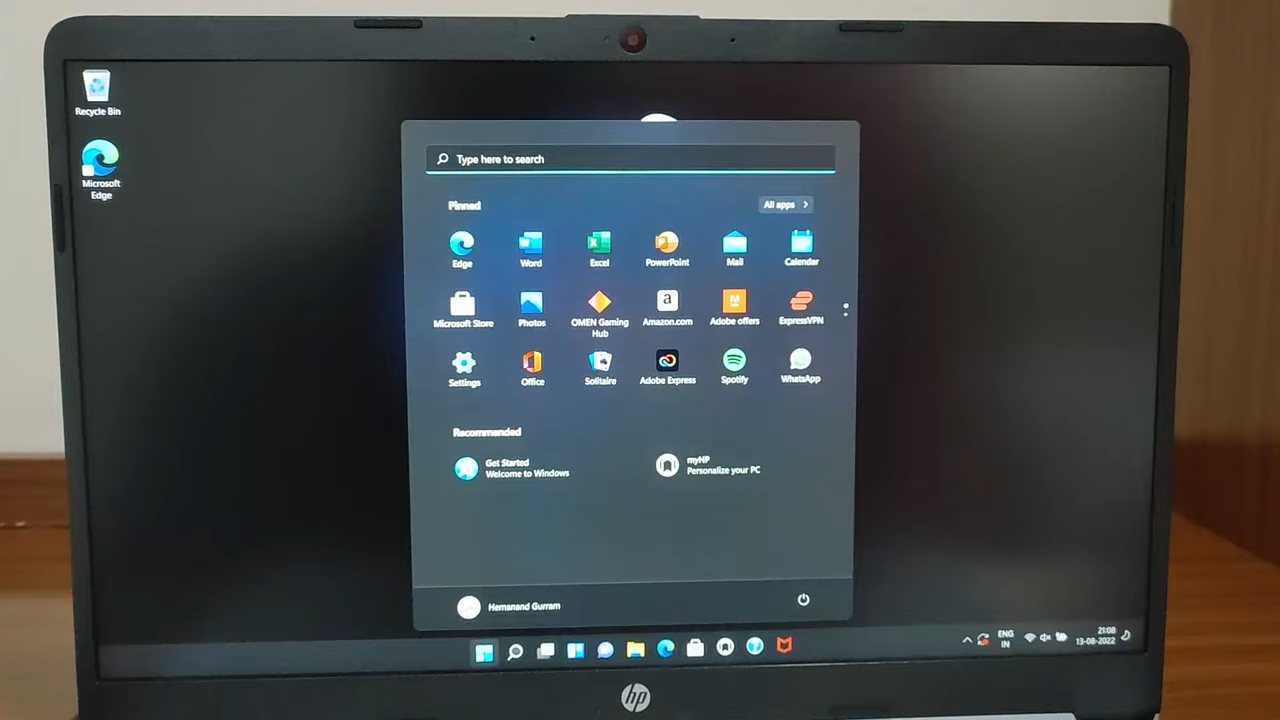 Recycle Bin
Microsoft
Edge
Type here to search
Pinned
All apps
Edge
Word
Excel
PowerPoint
Mail
Calendar
Microsoft Store
Photos
OMEN Gaming
Hub
Amazon.com
Adobe offers
ExpressVPN
Settings
Office
Solitaire
Adobe Express
Spotify
WhatsApp
Recommended
Get Started
Welcome to Windows
myHP
Personalize your PC
Hemanand Gurram
ENG
IN
21:08
13-08-2022
hp